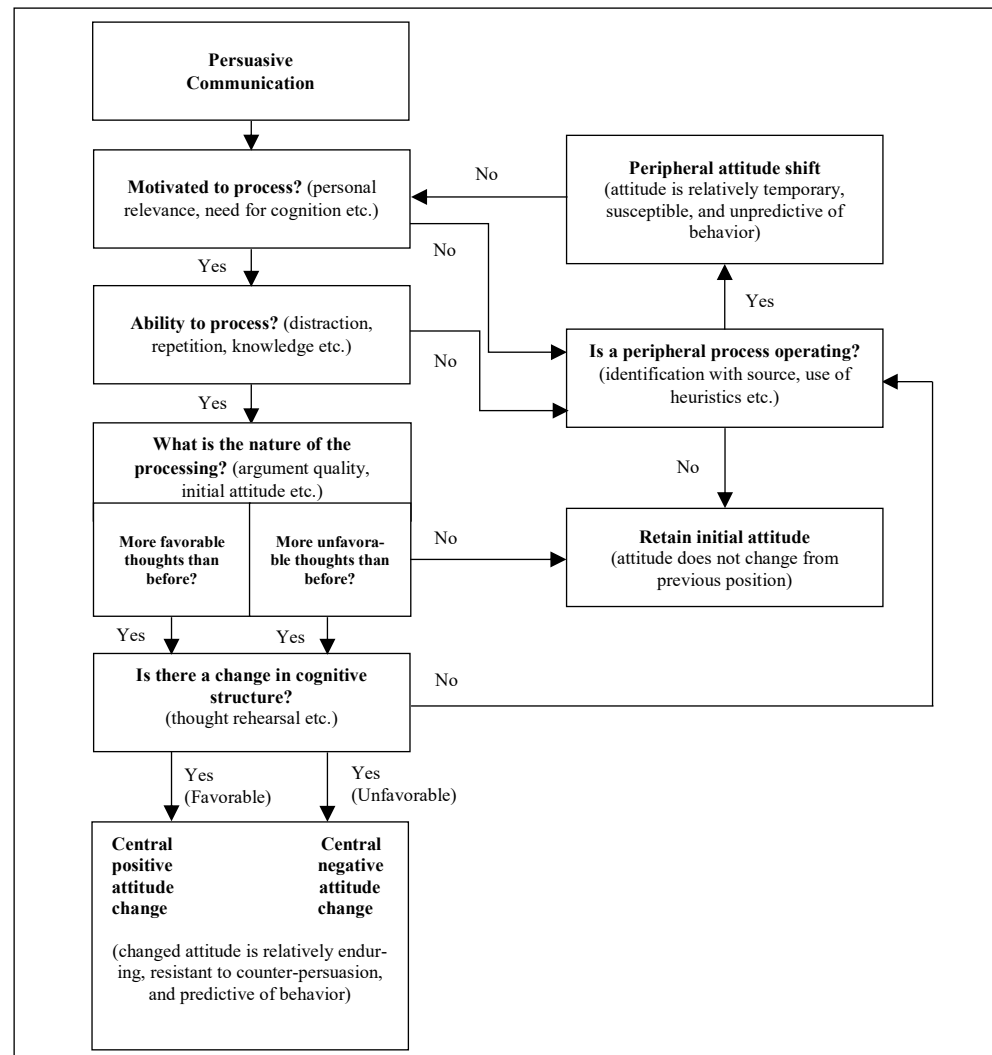 Persuasive
Communication
Motivated to process? (personal
relevance, need for cognition etc.)
No
Peripheral attitude shift
(attitude is relatively temporary,
susceptible, and unpredictive of
behavior)
No
Yes
Yes
Ability to process? (distraction,
repetition, knowledge etc.)
No
Is a peripheral process operating?
(identification with source, use of
heuristics etc.)
Yes
What is the nature of the
processing? (argument quality,
initial attitude etc.)
No
More favorable
thoughts than
before?
More unfavora-
ble thoughts than
before?
No
Retain initial attitude
(attitude does not change from
previous position)
Yes
Yes
Is there a change in cognitive
structure?
(thought rehearsal etc.)
No
Yes
(Favorable)
Yes
(Unfavorable)
Central
positive
attitude
change
Central
negative
attitude
change
(changed attitude is relatively endur-
ing, resistant to counter-persuasion,
and predictive of behavior)